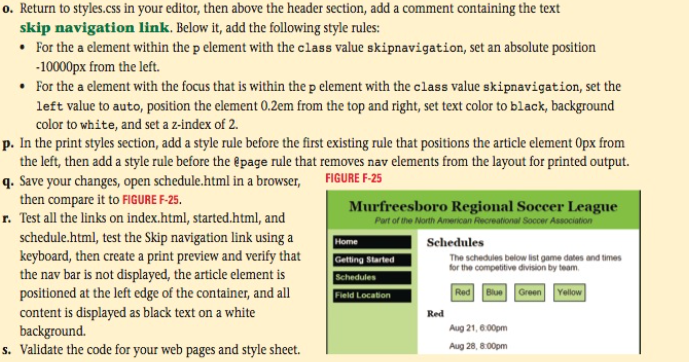 o. Return to styles.css in your editor, then above the header section, add a comment containing the text
skip navigation link. Below it, add the following style rules:
• For the a element within the p element with the class value skipnavigation, set an absolute position
-10000px from the left.
• For the a element with the focus that is within the p element with the class value skipnavigation, set the
left value to auto, position the element 0.2em from the top and right, set text color to black, background
color to white, and set a z-index of 2.
p. In the print styles section, add a style rule before the first existing rule that positions the article element 0px from
the left, then add a style rule before the @page rule that removes nav elements from the layout for printed output.
q. Save your changes, open schedule.html in a browser,
then compare it to FIGURE F-25.
r. Test all the links on index.html, started.html, and
schedule.html, test the Skip navigation link using a
keyboard, then create a print preview and verify that
the nav bar is not displayed, the article element is
positioned at the left edge of the container, and all
content is displayed as black text on a white
background.
s. Validate the code for your web pages and style sheet.
FIGURE F-25
Murfreesboro Regional Soccer League
Part of the North American Recreational Soccer Association
Home
Getting Started
Schedules
Field Location
Schedules
The schedules below list game dates and times
for the competitive division by team.
Red Blue Green Yellow
Red
Aug 21, 6:00pm
Aug 28, 8:00pm